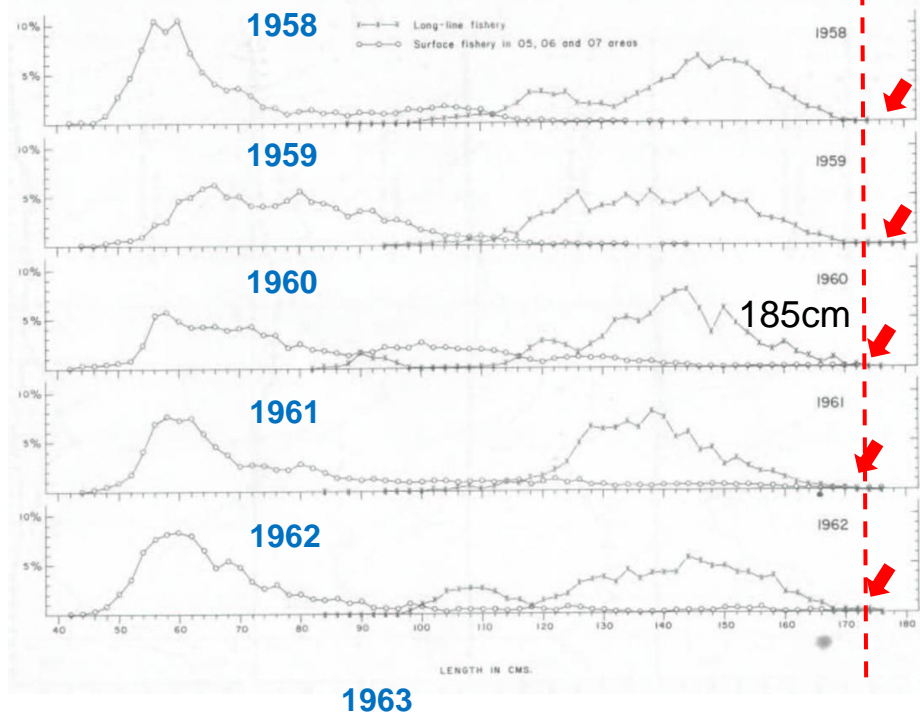 10% 1958 x—x—x Long-line fishery 1958
o—o—o Surface fishery in 05, 06 and 07 areas
5%
10% 1959 1959
5%
10% 1960 1960
5% 185cm
10% 1961 1961
5%
10% 1962 1962
5%
40 50 60 70 80 90 100 110 120 130 140 150 160 170 180
LENGTH IN CMS.
1963